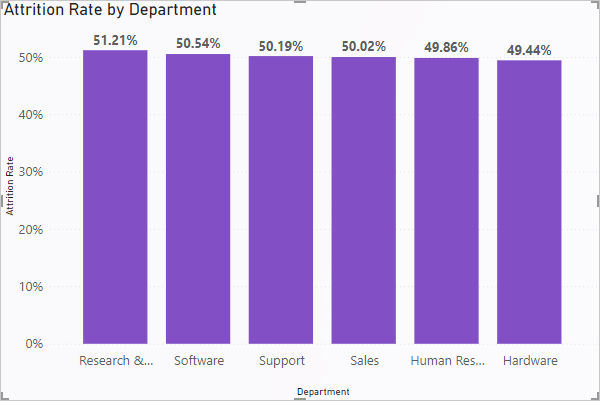 Attrition Rate by Department
51.21% 50.54% 50.19% 50.02% 49.86% 49.44%
50%
40%
30%
20%
10%
0%
Attrition Rate
Research &... Software Support Sales Human Res... Hardware
Department